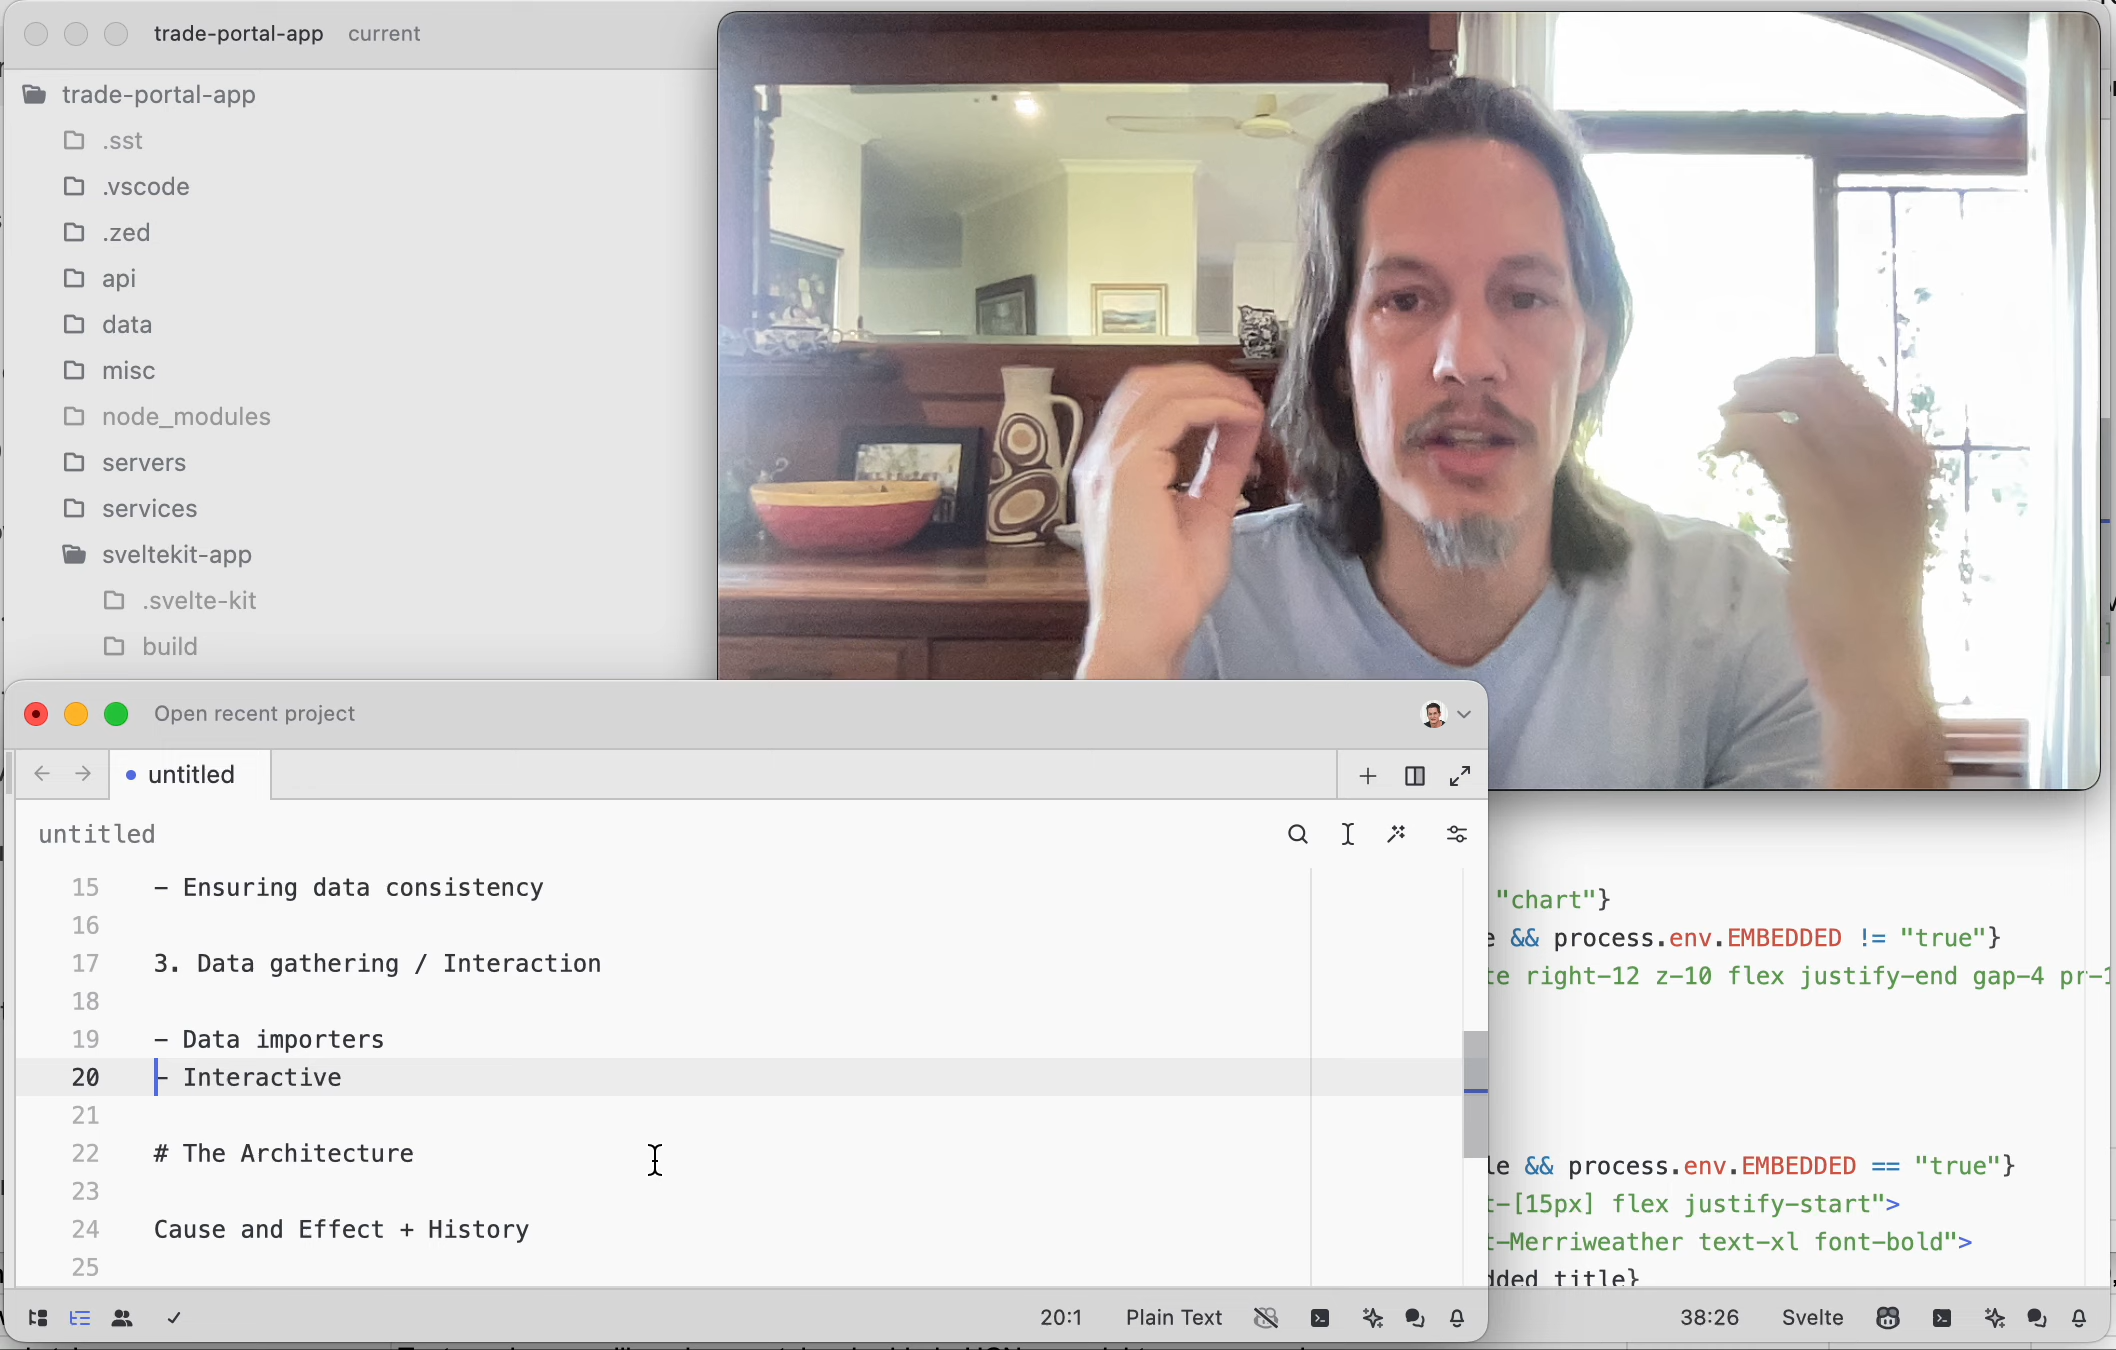 trade-portal-app current
trade-portal-app
.sst
.vscode
.zed
api
data
misc
node_modules
servers
services
sveltekit-app
.svelte-kit
build
Open recent project
untitled
untitled
15 - Ensuring data consistency
16
17 3. Data gathering / Interaction
18
19 - Data importers
20 - Interactive
21
22 # The Architecture
23
24 Cause and Effect + History
25
20:1 Plain Text
"chart"}
&& process.env.EMBEDDED != "true"}
right-12 z-10 flex justify-end gap-4
&& process.env.EMBEDDED == "true"}
[15px] flex justify-start">
-Merriweather text-xl font-bold">
title}
38:26 Svelte